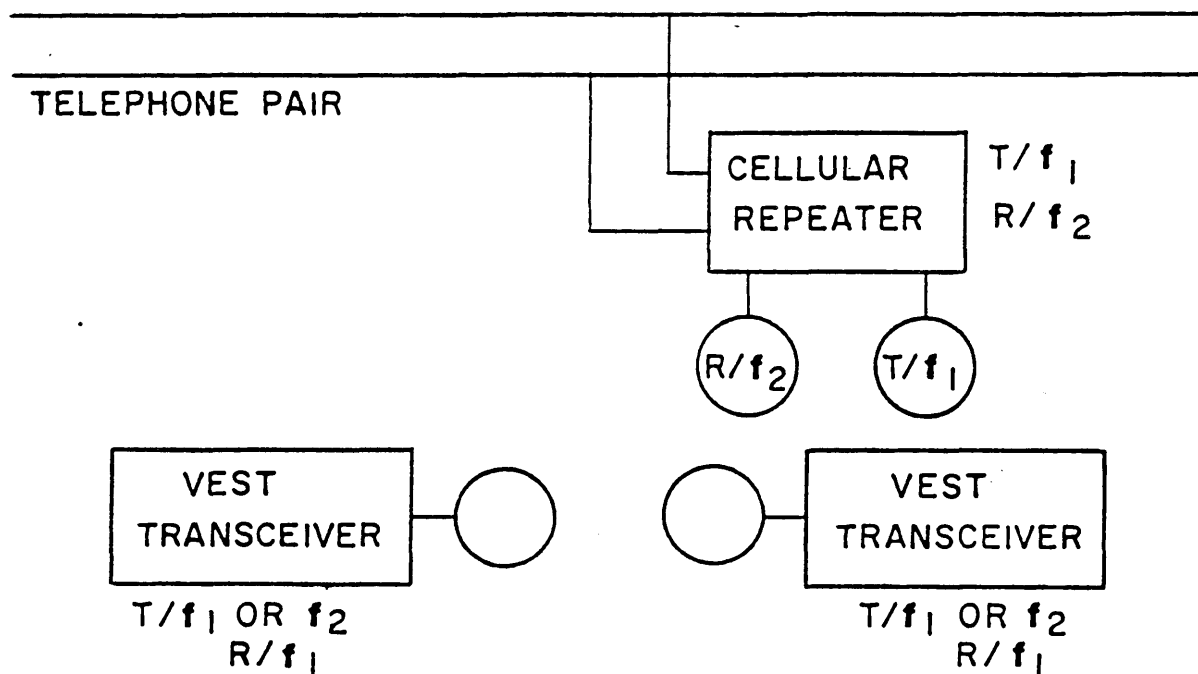 TELEPHONE PAIR
CELLULAR
REPEATER
T/f₁
R/f₂
R/f₂
T/f₁
VEST
TRANSCEIVER
T/f₁ OR f₂
R/f₁
VEST
TRANSCEIVER
T/f₁ OR f₂
R/f₁